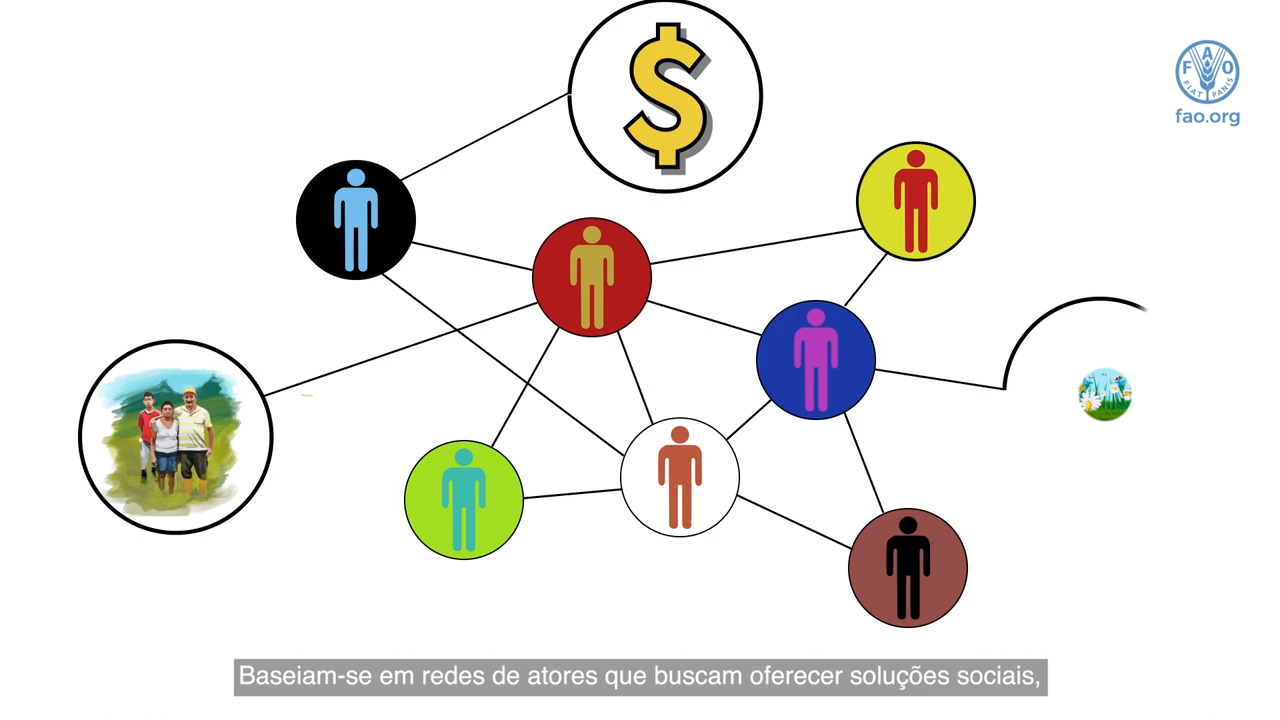 $
FAO
FIAT PANIS
fao.org
Baseiam-se em redes de atores que buscam oferecer soluções sociais,